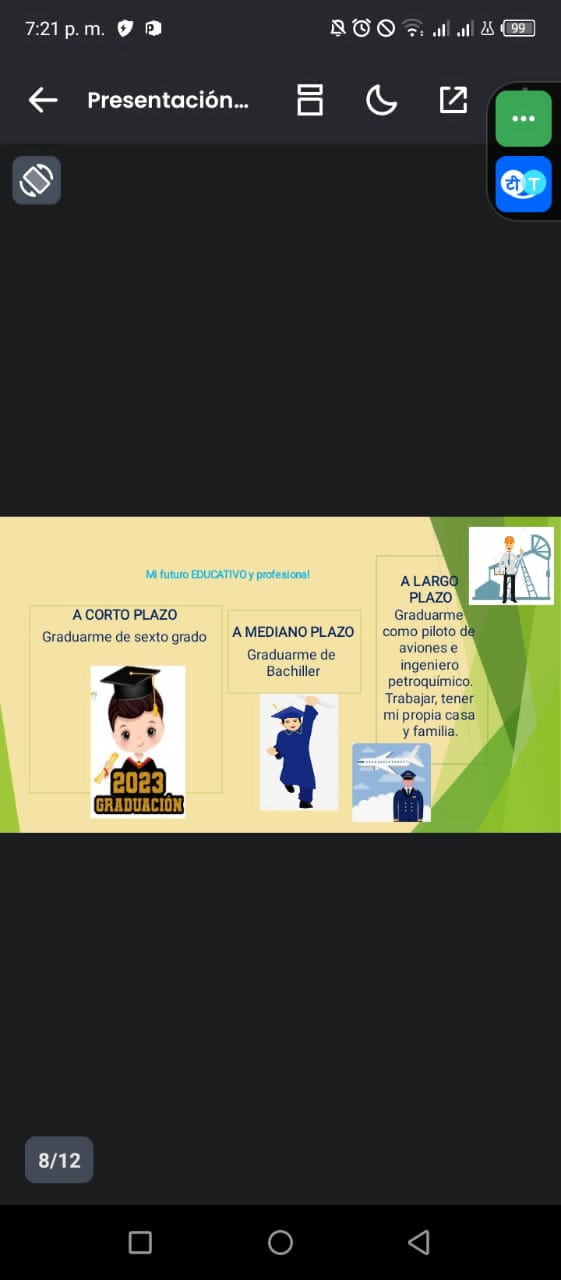 7:21 p. m.
99
Presentación...
टी T
Mi futuro EDUCATIVO y profesional
A CORTO PLAZO
Graduarme de sexto grado
2023
GRADUACIÓN
A MEDIANO PLAZO
Graduarme de
Bachiller
A LARGO
PLAZO
Graduarme
como piloto de
aviones e
ingeniero
petroquímico.
Trabajar, tener
mi propia casa
y familia.
8/12